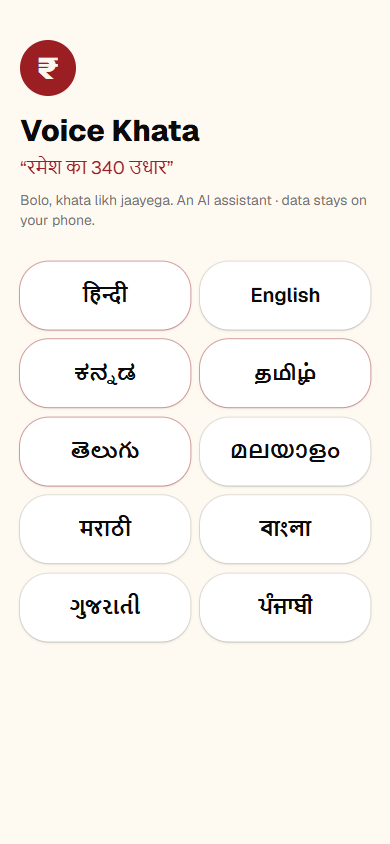 ₹
Voice Khata
“रमेश का 340 उधार”
Bolo, khata likh jaayega. An AI assistant · data stays on
your phone.
हिन्दी
English
ಕನ್ನಡ
தமிழ்
తెలుగు
മലയാളം
मराठी
বাংলা
ગુજરાતી
ਪੰਜਾਬੀ